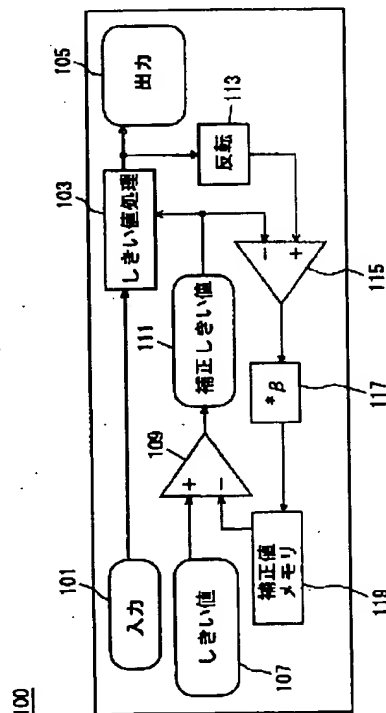 100
101
入力
103
しきい値処理
105
出力
107
しきい値
109
+
-
111
補正しきい値
113
反転
-
+
115
117
*β
補正値
メモリ
119